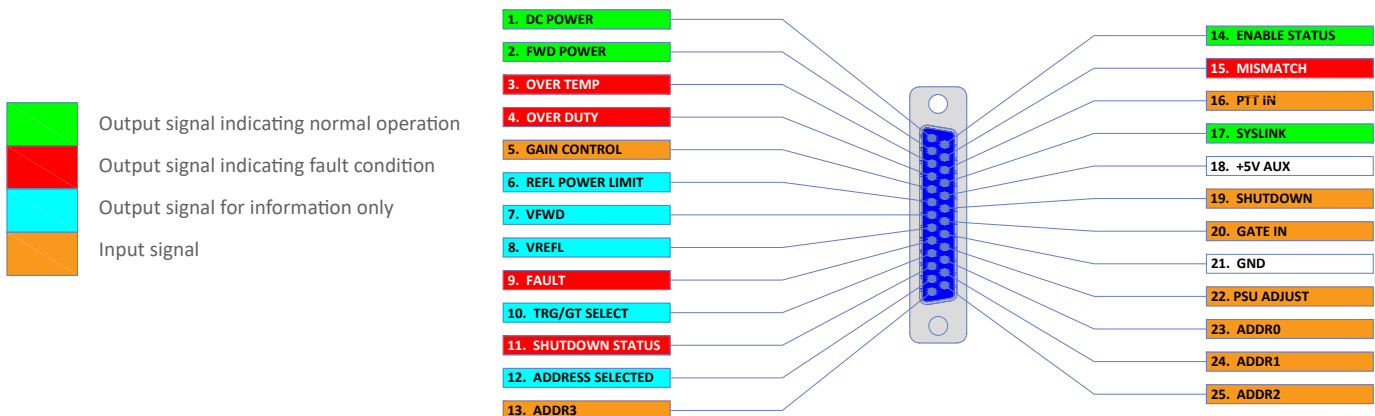 Output signal indicating normal operation
Output signal indicating fault condition
Output signal for information only
Input signal
1. DC POWER
2. FWD POWER
3. OVER TEMP
4. OVER DUTY
5. GAIN CONTROL
6. REFL POWER LIMIT
7. VFWD
8. VREFL
9. FAULT
10. TRG/GT SELECT
11. SHUTDOWN STATUS
12. ADDRESS SELECTED
13. ADDR3
14. ENABLE STATUS
15. MISMATCH
16. PTT iN
17. SYSLINK
18. +5V AUX
19. SHUTDOWN
20. GATE IN
21. GND
22. PSU ADJUST
23. ADDR0
24. ADDR1
25. ADDR2